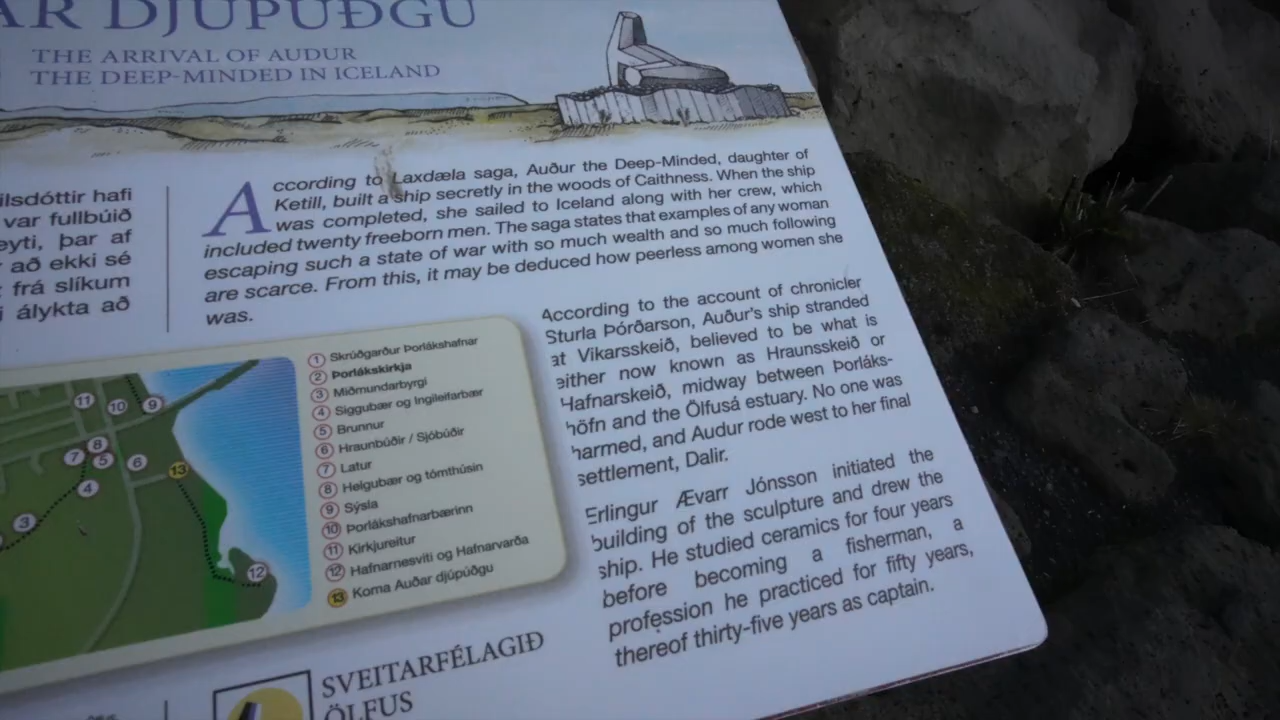 AR DJÚPÚÐGU
THE ARRIVAL OF AUDUR
THE DEEP-MINDED IN ICELAND
ilsdóttir hafi
var fullbúið
eyti, þar af
að ekki sé
frá slíkum
i ályktα að
According to Laxdæla saga, Auður the Deep-Minded, daughter of
Ketill, built a ship secretly in the woods of Caithness. When the ship
was completed, she sailed to Iceland along with her crew, which
included twenty freeborn men. The saga states that examples of any woman
escaping such a state of war with so much wealth and so much following
are scarce. From this, it may be deduced how peerless among women she
was.
According to the account of chronicler
Sturla Þórðarson, Auður's ship stranded
at Vikarsskeið, believed to be what is
either now known as Hraunsskeið or
Hafnarskeið, midway between Þorláks-
höfn and the Ölfusá estuary. No one was
harmed, and Audur rode west to her final
settlement, Dalir.
Erlingur Ævarr Jónsson initiated the
building of the sculpture and drew the
ship. He studied ceramics for four years
before becoming a fisherman, a
profession he practiced for fifty years,
thereof thirty-five years as captain.
11 10 9
8
7 5 6 13
4
3
12
1 Skrúðgarður Þorlákshafnar
2 Þorlákskirkja
3 Miðmundarbyrgi
4 Siggubær og Ingileifarbær
5 Brunnur
6 Hraunbúðir / Sjóbúðir
7 Latur
8 Helgubær og tómthúsin
9 Sýsla
10 Þorlákshafnarbærinn
11 Kirkjureitur
12 Hafnarnesviti og Hafnarvarða
13 Koma Auðar djúpúðgu
SVEITARFÉLAGIÐ
ÖLFUS